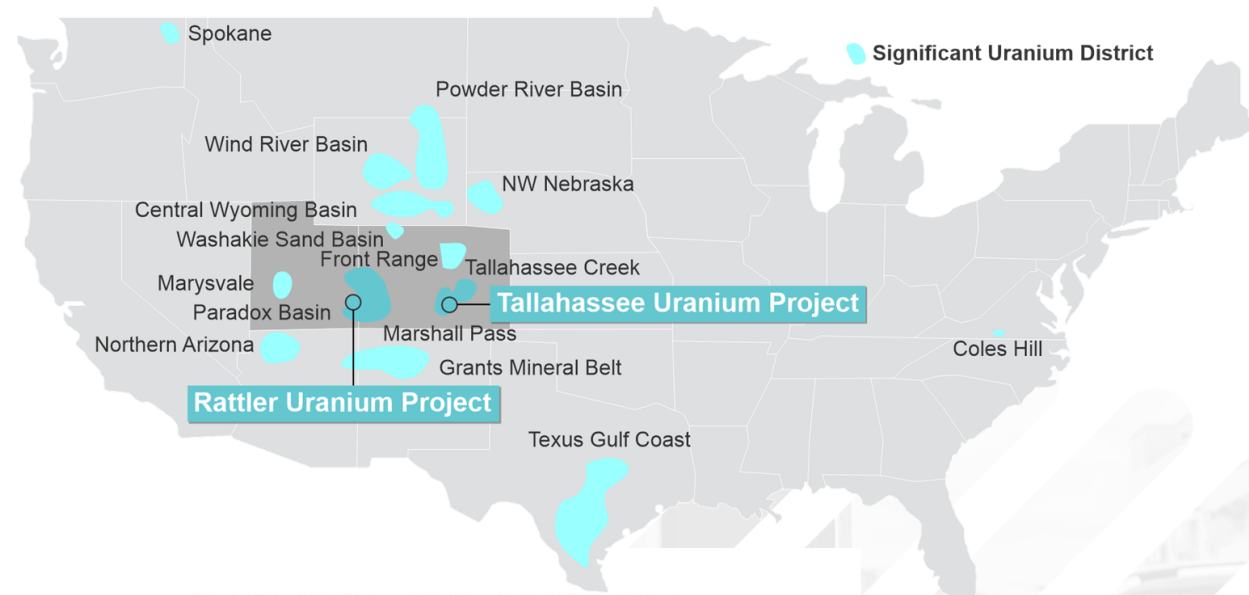 Spokane
Significant Uranium District
Powder River Basin
Wind River Basin
NW Nebraska
Central Wyoming Basin
Washakie Sand Basin
Front Range
Tallahassee Creek
Marysvale
Tallahassee Uranium Project
Paradox Basin
Marshall Pass
Northern Arizona
Coles Hill
Grants Mineral Belt
Rattler Uranium Project
Texus Gulf Coast